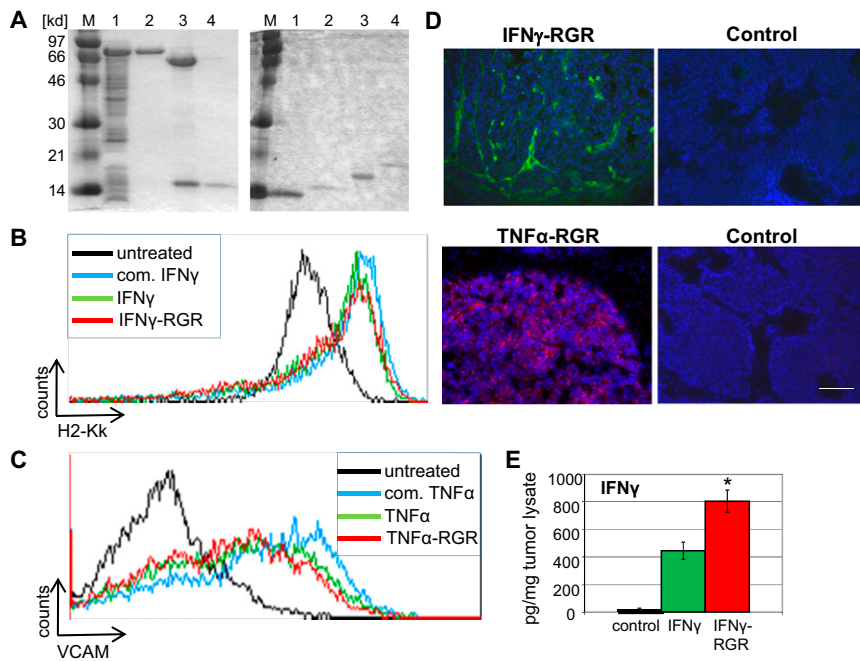 A
[kd] M 1 2 3 4
M 1 2 3 4
97
66
46
30
21
14
B
untreated
com. IFNγ
IFNγ
IFNγ-RGR
counts
H2-Kk
C
untreated
com. TNFα
TNFα
TNFα-RGR
counts
VCAM
D
IFNγ-RGR
Control
TNFα-RGR
Control
E
IFNγ
*
pg/mg tumor lysate
1000
800
600
400
200
0
control
IFNγ
IFNγ-
RGR